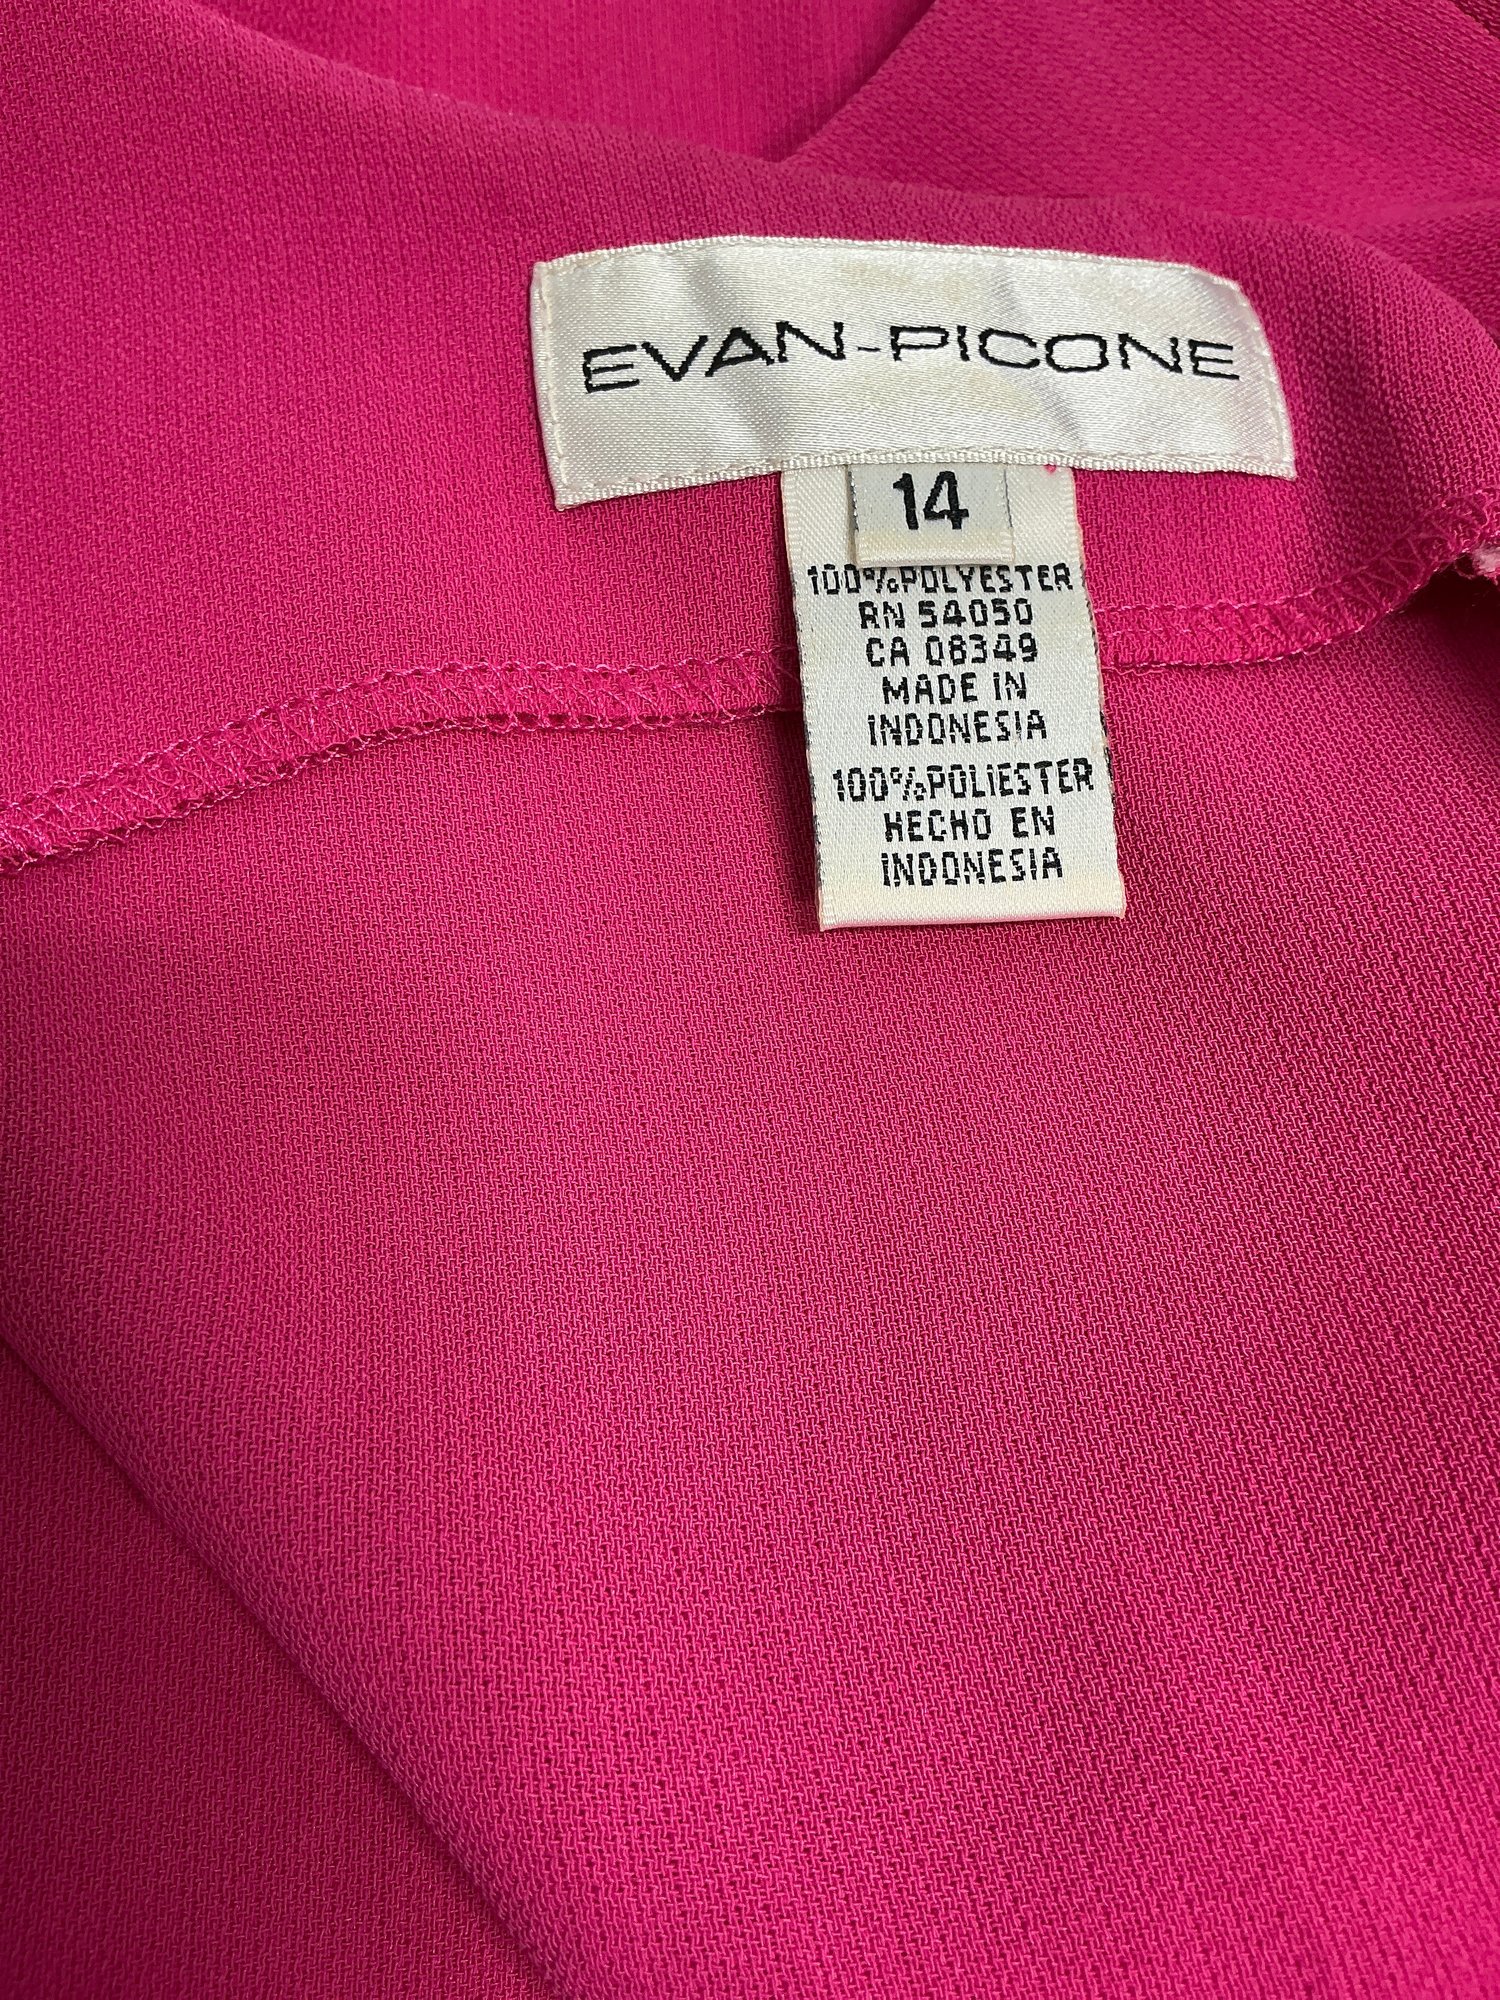 EVAN-PICONE
14
100% POLYESTER
RN 54050
CA 08349
MADE IN
INDONESIA
100% POLIESTER
HECHO EN
INDONESIA